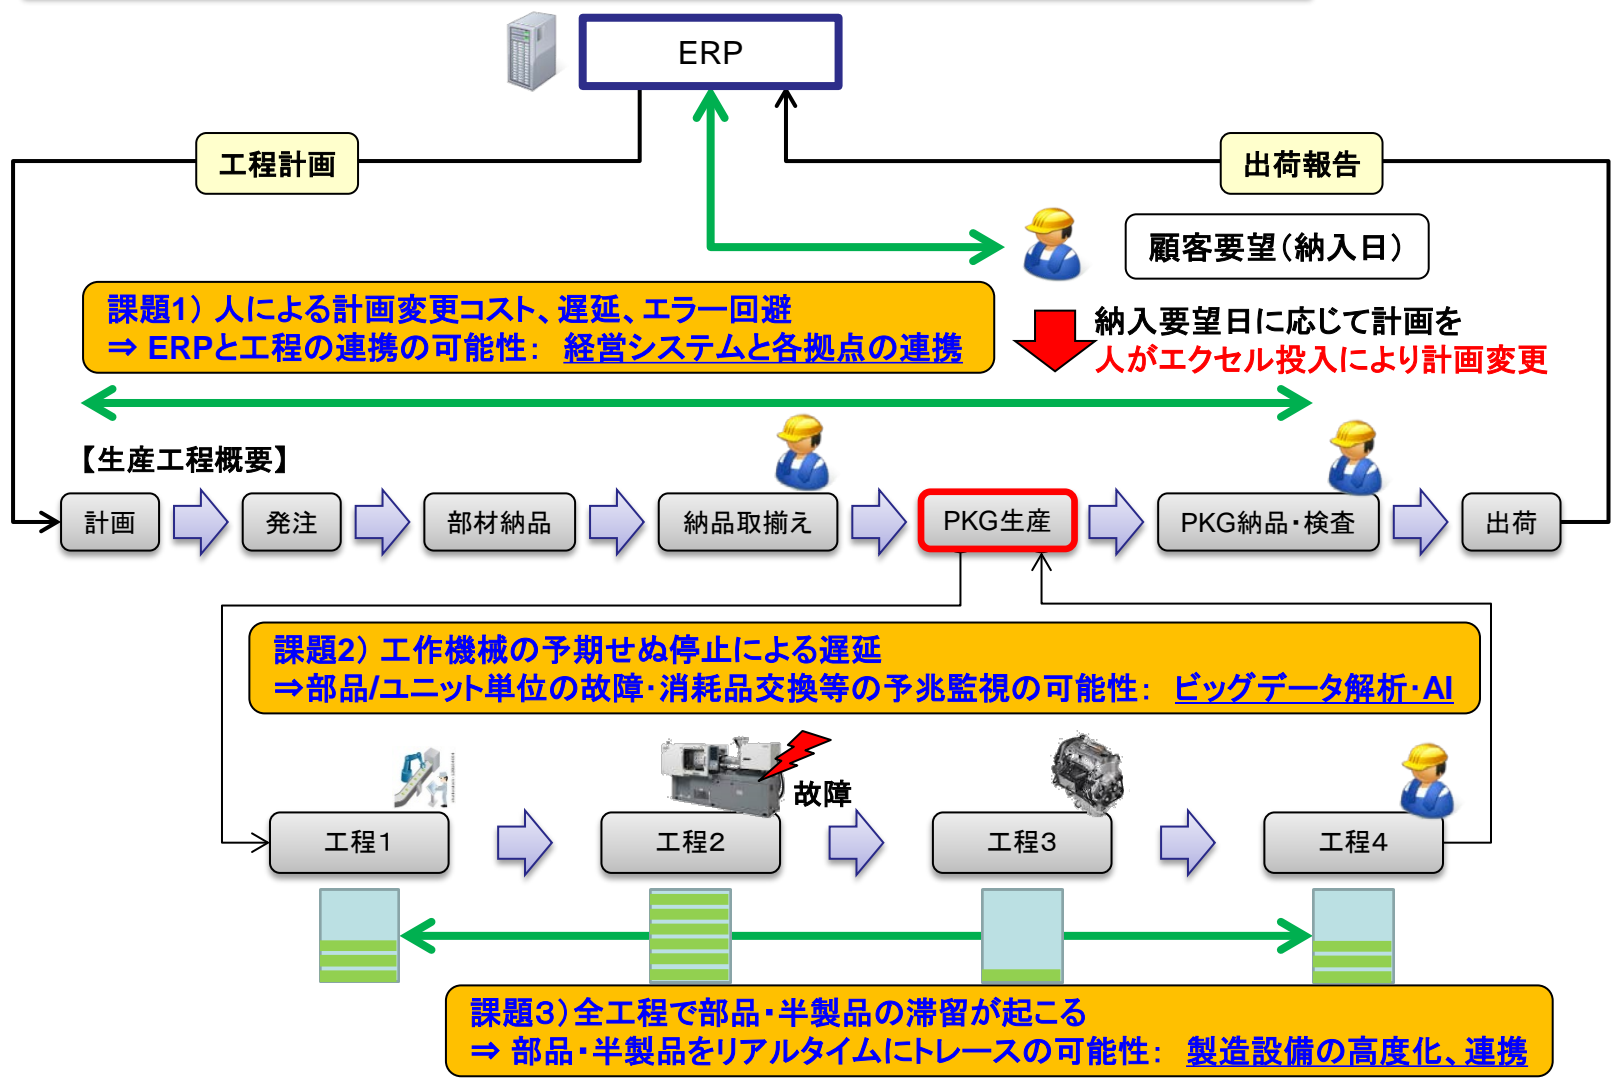 ERP
工程計画
出荷報告
顧客要望(納入日)
課題1) 人による計画変更コスト、遅延、エラー回避
⇒ ERPと工程の連携の可能性: 経営システムと各拠点の連携
納入要望日に応じて計画を
人がエクセル投入により計画変更
【生産工程概要】
計画
発注
部材納品
納品取揃え
PKG生産
PKG納品・検査
出荷
課題2) 工作機械の予期せぬ停止による遅延
⇒部品/ユニット単位の故障・消耗品交換等の予兆監視の可能性: ビッグデータ解析・AI
故障
工程1
工程2
工程3
工程4
課題3)全工程で部品・半製品の滞留が起こる
⇒ 部品・半製品をリアルタイムにトレースの可能性: 製造設備の高度化、連携